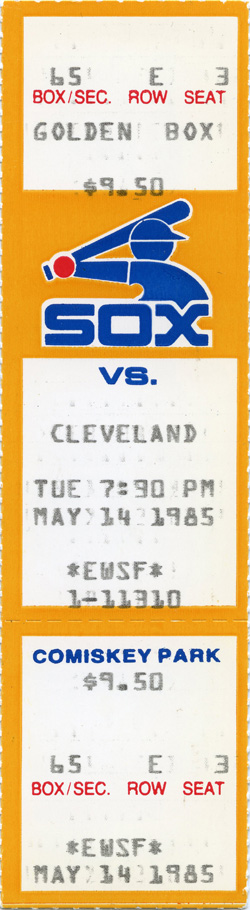 65 E 3
BOX/SEC. ROW SEAT
GOLDEN BOX
$9.50
SOX
VS.
CLEVELAND
TUE 7:30 PM
MAY 14 1985
*EWSF*
1-11310
COMISKEY PARK
$9.50
65 E 3
BOX/SEC. ROW SEAT
*EWSF*
MAY 14 1985